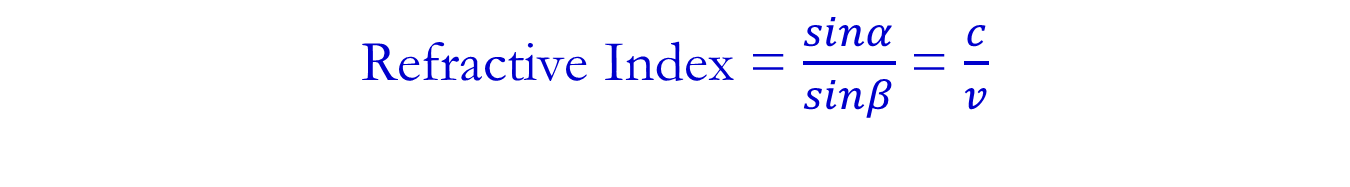 Refractive Index = sinα/sinβ = c/v